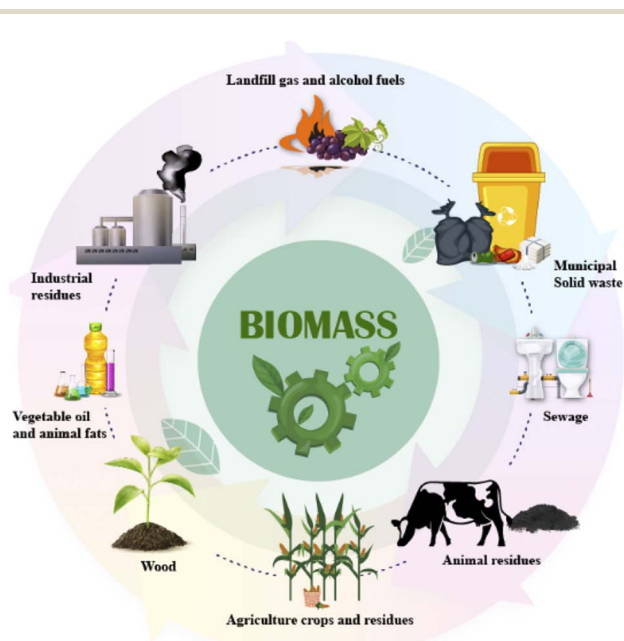 Landfill gas and alcohol fuels
Municipal
Solid waste
Sewage
Animal residues
Agriculture crops and residues
Wood
Vegetable oil
and animal fats
Industrial
residues
BIOMASS